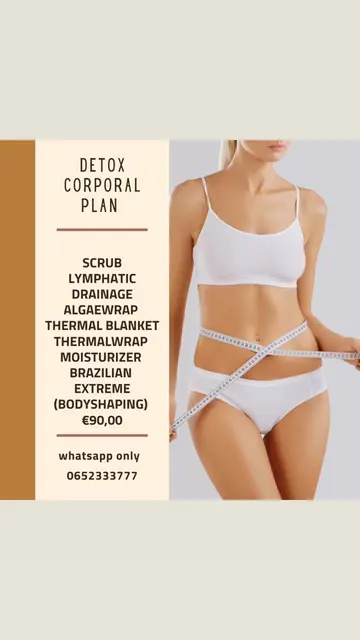 DETOX
CORPORAL
PLAN
SCRUB
LYMPHATIC
DRAINAGE
ALGAEWRAP
THERMAL BLANKET
THERMALWRAP
MOISTURIZER
BRAZILIAN
EXTREME
(BODYSHAPING)
€90,00
whatsapp only
0652333777